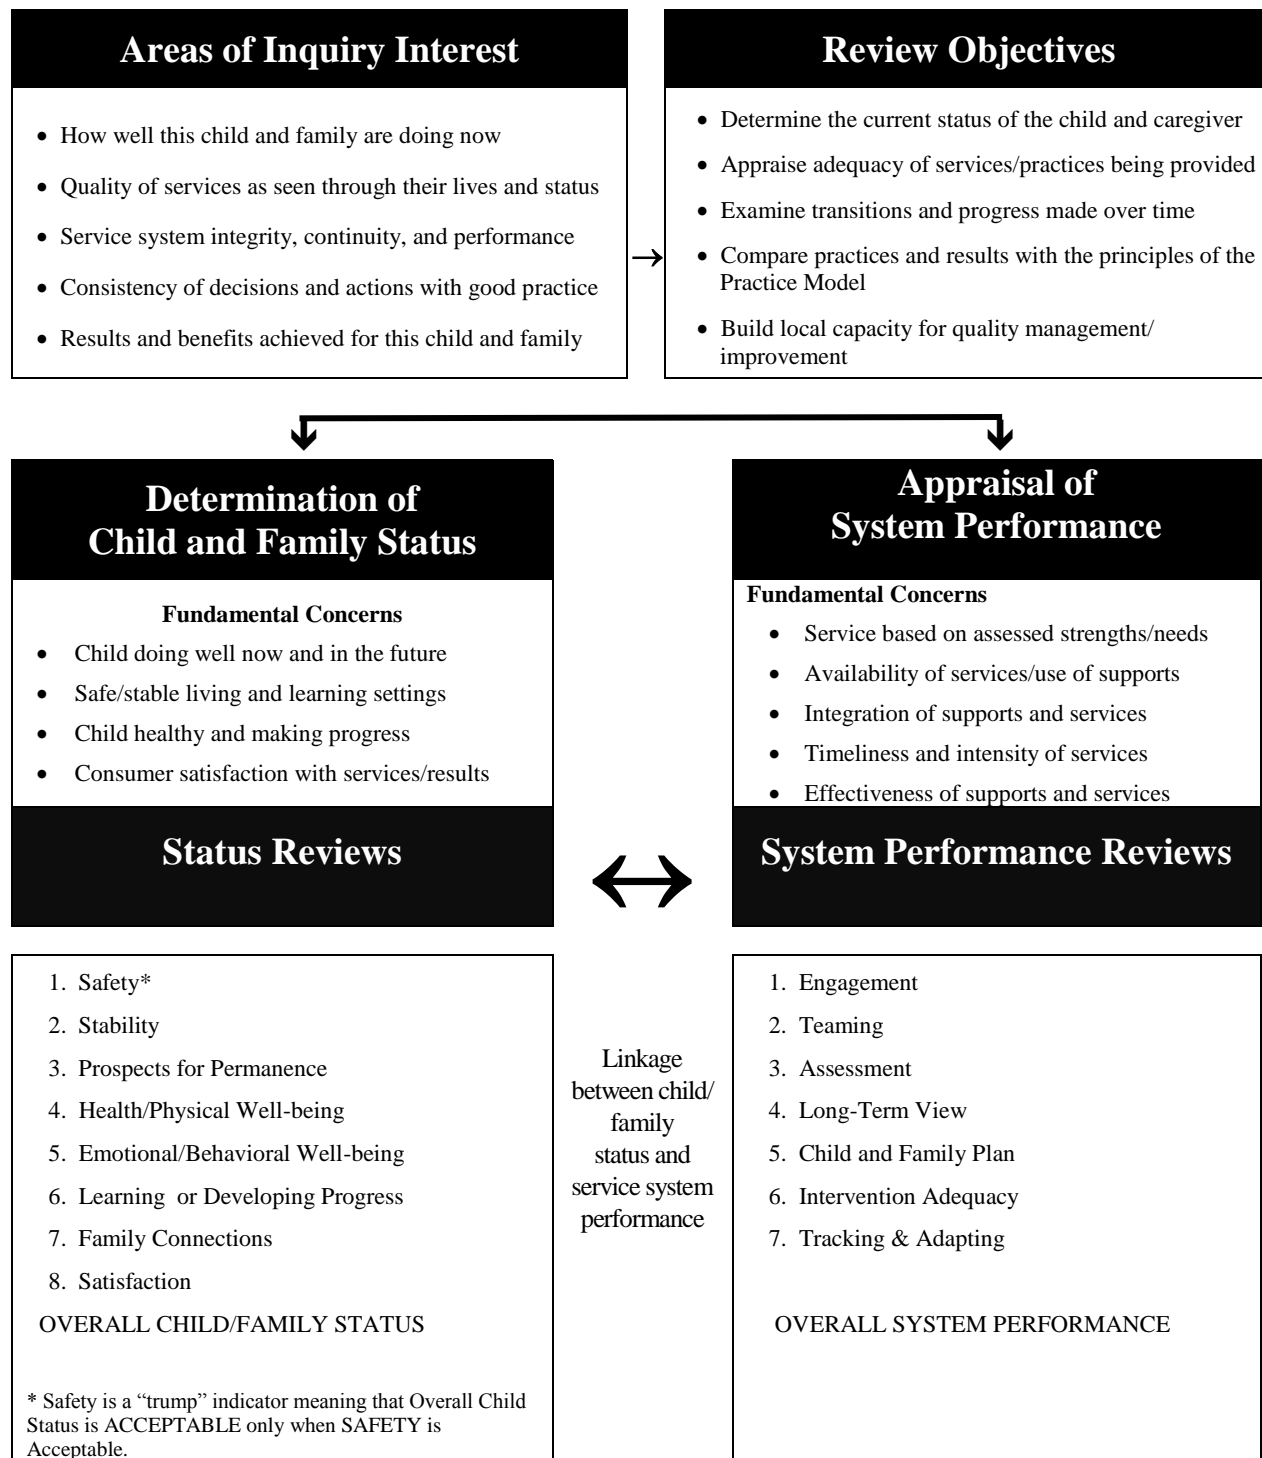 Areas of Inquiry Interest
• How well this child and family are doing now
• Quality of services as seen through their lives and status
• Service system integrity, continuity, and performance
• Consistency of decisions and actions with good practice
• Results and benefits achieved for this child and family
→
Review Objectives
• Determine the current status of the child and caregiver
• Appraise adequacy of services/practices being provided
• Examine transitions and progress made over time
• Compare practices and results with the principles of the
Practice Model
• Build local capacity for quality management/
improvement
Determination of
Child and Family Status
Fundamental Concerns
• Child doing well now and in the future
• Safe/stable living and learning settings
• Child healthy and making progress
• Consumer satisfaction with services/results
Status Reviews
Appraisal of
System Performance
Fundamental Concerns
• Service based on assessed strengths/needs
• Availability of services/use of supports
• Integration of supports and services
• Timeliness and intensity of services
• Effectiveness of supports and services
System Performance Reviews
1. Safety*
2. Stability
3. Prospects for Permanence
4. Health/Physical Well-being
5. Emotional/Behavioral Well-being
6. Learning or Developing Progress
7. Family Connections
8. Satisfaction
OVERALL CHILD/FAMILY STATUS
* Safety is a “trump” indicator meaning that Overall Child
Status is ACCEPTABLE only when SAFETY is
Acceptable.
Linkage
between child/
family
status and
service system
performance
1. Engagement
2. Teaming
3. Assessment
4. Long-Term View
5. Child and Family Plan
6. Intervention Adequacy
7. Tracking & Adapting
OVERALL SYSTEM PERFORMANCE